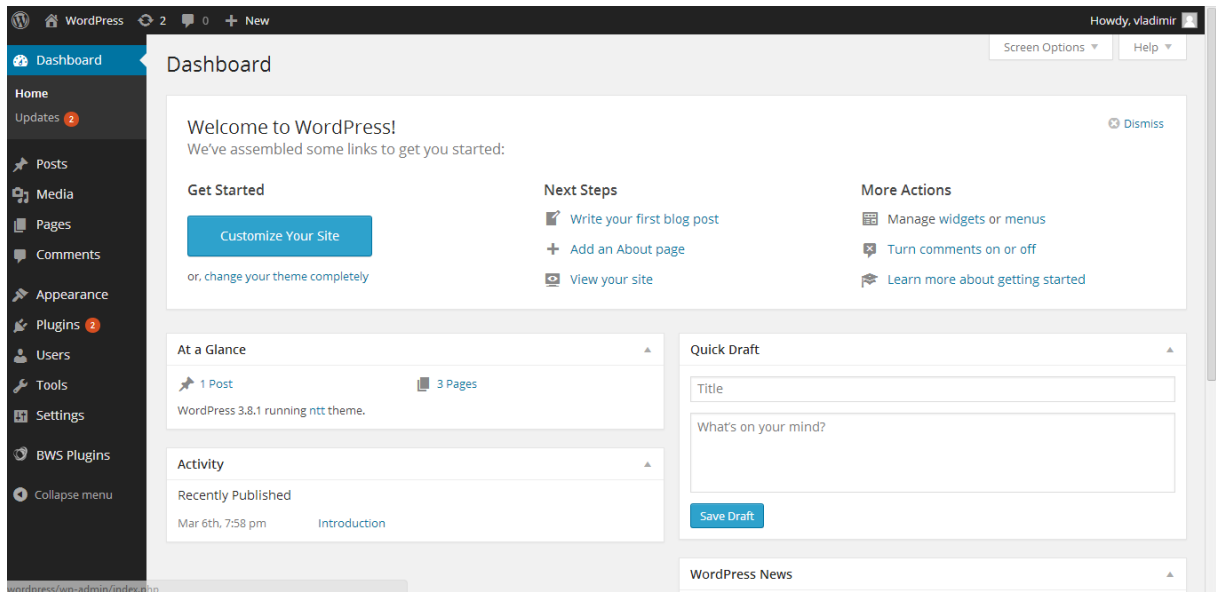 WordPress 2 0 New Howdy, vladimir
Dashboard
Home
Updates 2
Posts
Media
Pages
Comments
Appearance
Plugins 2
Users
Tools
Settings
BWS Plugins
Collapse menu
Screen Options Help
Dashboard
Welcome to WordPress!
Dismiss
We've assembled some links to get you started:
Get Started
Customize Your Site
or, change your theme completely
Next Steps
Write your first blog post
Add an About page
View your site
More Actions
Manage widgets or menus
Turn comments on or off
Learn more about getting started
At a Glance
1 Post 3 Pages
WordPress 3.8.1 running ntt theme.
Activity
Recently Published
Mar 6th, 7:58 pm Introduction
Quick Draft
Title
What's on your mind?
Save Draft
WordPress News
wordpress/wp-admin/index.php